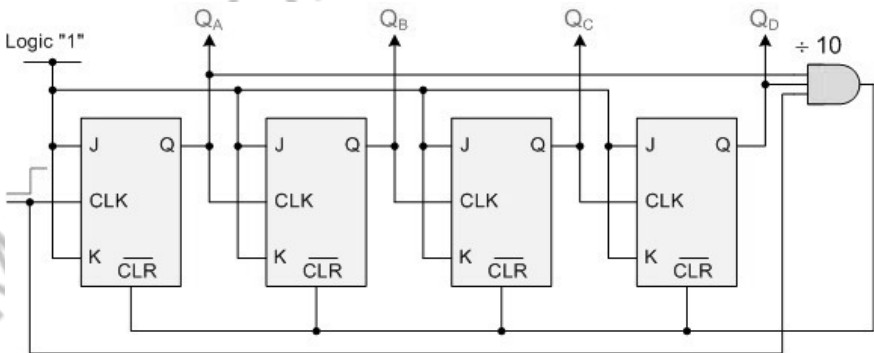 Q_A Q_B Q_C Q_D
Logic "1"
÷ 10
J Q J Q J Q J Q
CLK CLK CLK CLK
K K K K
CLR CLR CLR CLR